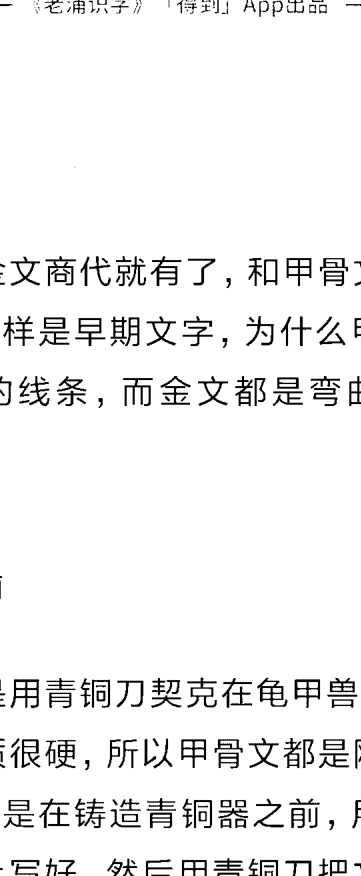 《老浦识字》「得到」App出品
金文商代就有了，和甲骨文
样是早期文字，为什么甲
的线条，而金文都是弯曲
是用青铜刀契克在龟甲兽
质很硬，所以甲骨文都是
是在铸造青铜器之前，用
写好，然后用青铜刀把